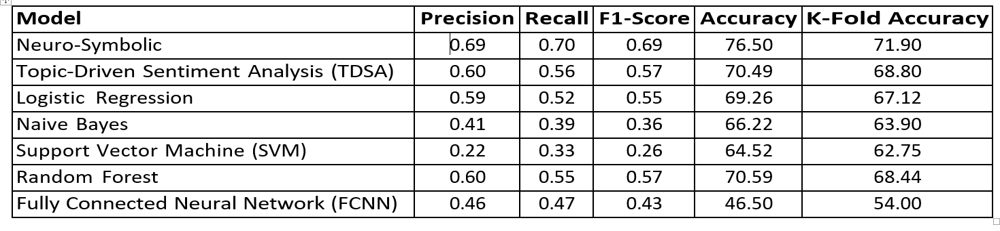 Model Precision Recall F1-Score Accuracy K-Fold Accuracy
Neuro-Symbolic 0.69 0.70 0.69 76.50 71.90
Topic-Driven Sentiment Analysis (TDSA) 0.60 0.56 0.57 70.49 68.80
Logistic Regression 0.59 0.52 0.55 69.26 67.12
Naive Bayes 0.41 0.39 0.36 66.22 63.90
Support Vector Machine (SVM) 0.22 0.33 0.26 64.52 62.75
Random Forest 0.60 0.55 0.57 70.59 68.44
Fully Connected Neural Network (FCNN) 0.46 0.47 0.43 46.50 54.00